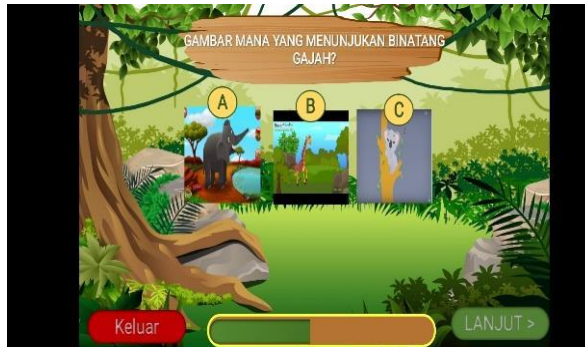 GAMBAR MANA YANG MENUNJUKAN BINATANG
GAJAH?
A
B
C
Keluar
LANJUT >